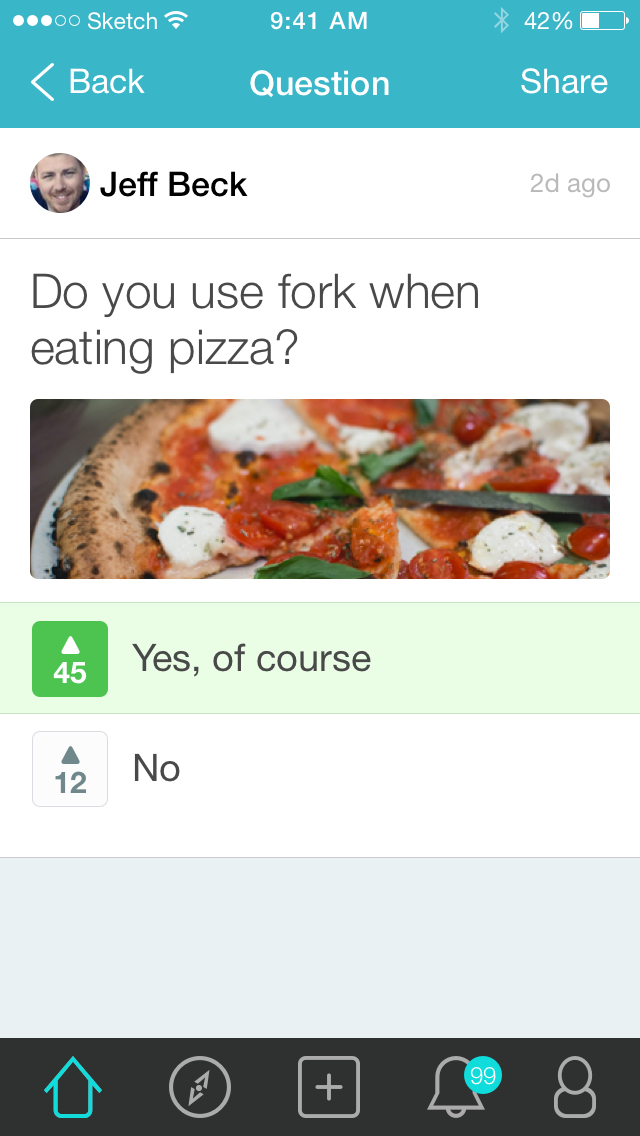 Sketch 9:41 AM 42%
Back Question Share
Jeff Beck 2d ago
Do you use fork when
eating pizza?
45 Yes, of course
12 No
99